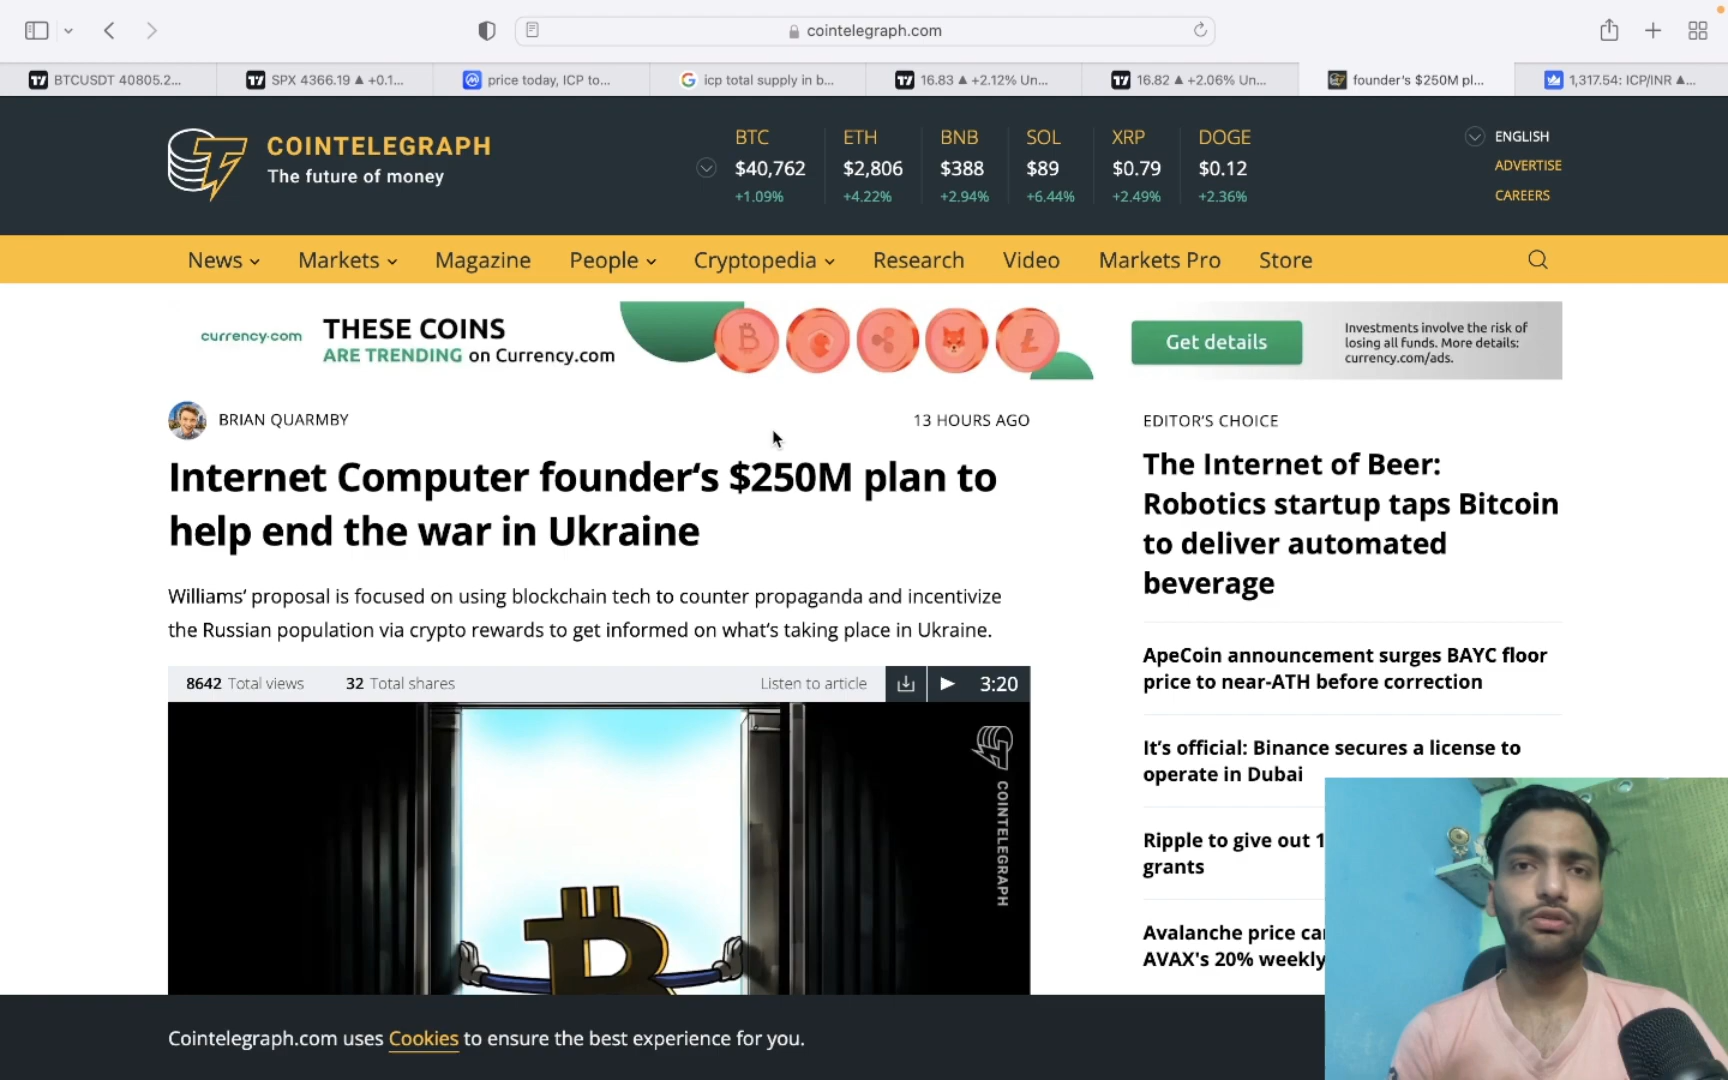 cointelegraph.com
BTCUSDT 40805.2...
SPX 4366.19 ▲ +0.1...
price today, ICP to...
icp total supply in b...
16.83 ▲ +2.12% Un...
16.82 ▲ +2.06% Un...
founder's $250M pl...
1,317.54: ICP/INR ▲...
COINTELEGRAPH
The future of money
BTC ETH BNB SOL XRP DOGE
$40,762 $2,806 $388 $89 $0.79 $0.12
+1.09% +4.22% +2.94% +6.44% +2.49% +2.36%
ENGLISH
ADVERTISE
CAREERS
News Markets Magazine People Cryptopedia Research Video Markets Pro Store
currency.com
THESE COINS
ARE TRENDING on Currency.com
Get details
Investments involve the risk of
losing all funds. More details:
currency.com/ads.
BRIAN QUARMBY
13 HOURS AGO
Internet Computer founder‘s $250M plan to
help end the war in Ukraine
Williams‘ proposal is focused on using blockchain tech to counter propaganda and incentivize
the Russian population via crypto rewards to get informed on what‘s taking place in Ukraine.
8642 Total views 32 Total shares Listen to article 3:20
COINTELEGRAPH
EDITOR’S CHOICE
The Internet of Beer:
Robotics startup taps Bitcoin
to deliver automated
beverage
ApeCoin announcement surges BAYC floor
price to near-ATH before correction
It’s official: Binance secures a license to
operate in Dubai
Ripple to give out 1
grants
Avalanche price ca
AVAX's 20% weekly
Cointelegraph.com uses Cookies to ensure the best experience for you.